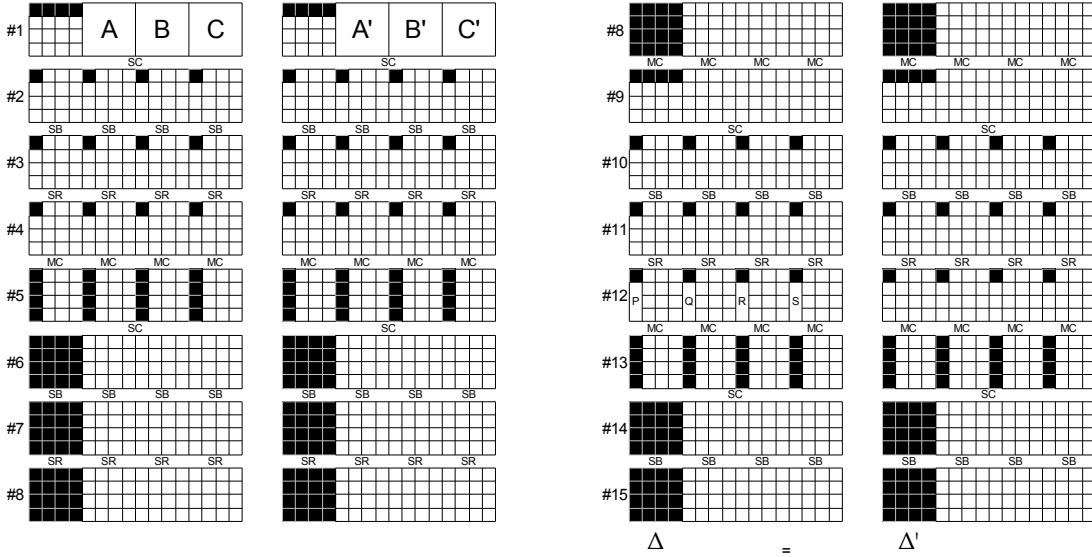 #1 A B C A' B' C'
SC SC
#2
SB SB SB SB SB SB SB SB
#3
SR SR SR SR SR SR SR SR
#4
MC MC MC MC MC MC MC MC
#5
SC SC
#6
SB SB SB SB SB SB SB SB
#7
SR SR SR SR SR SR SR SR
#8
#8
MC MC MC MC MC MC MC MC
#9
SC SC
#10
SB SB SB SB SB SB SB SB
#11
SR SR SR SR SR SR SR SR
#12 P Q R S
MC MC MC MC MC MC MC MC
#13
SC SC
#14
SB SB SB SB SB SB SB SB
#15
Δ = Δ'